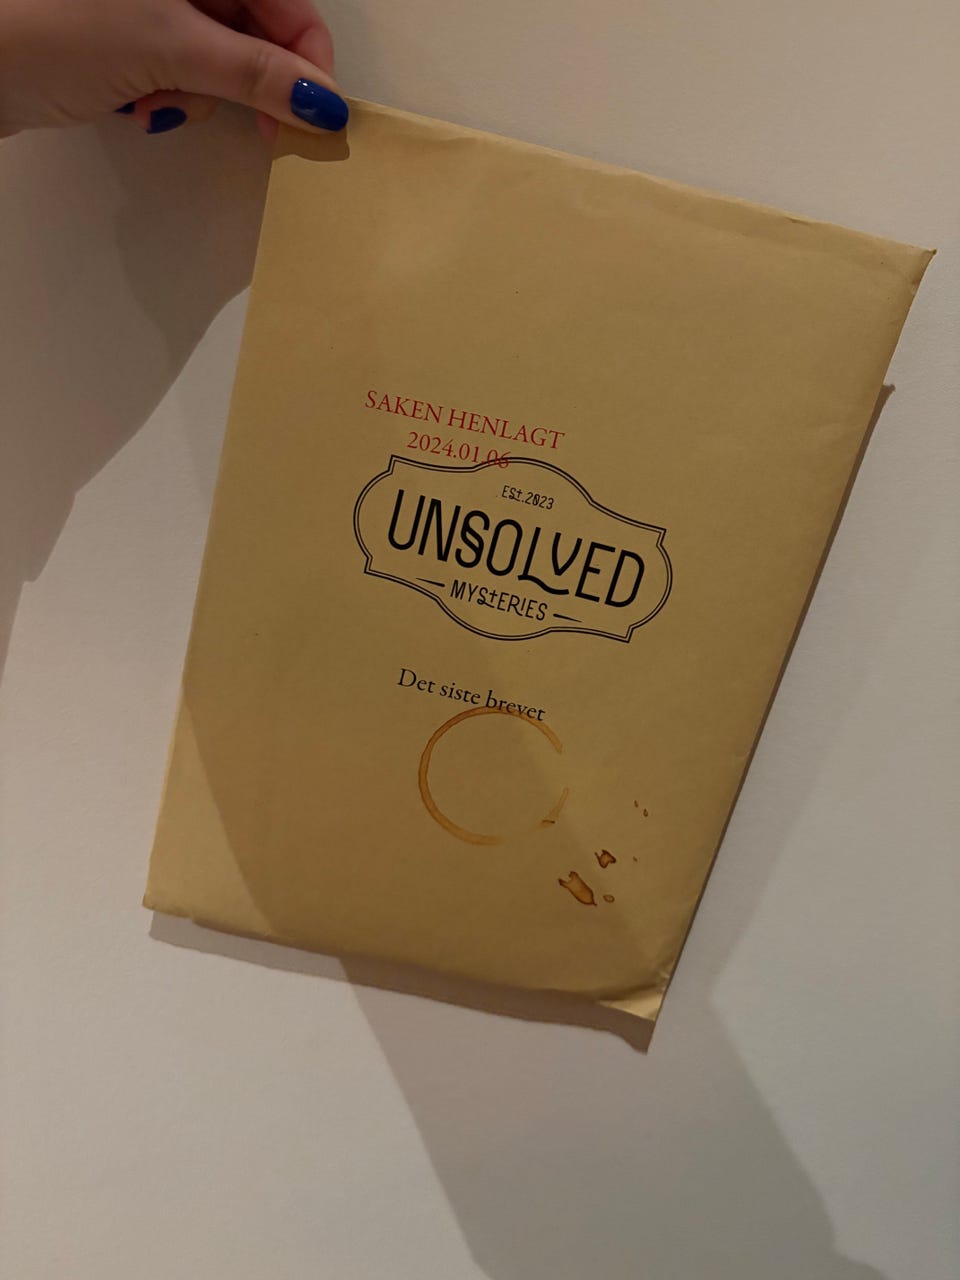 SAKEN HENLAGT
2024.01.06
ESt.2023
UNSOLVED
MYStERIES
Det siste brevet